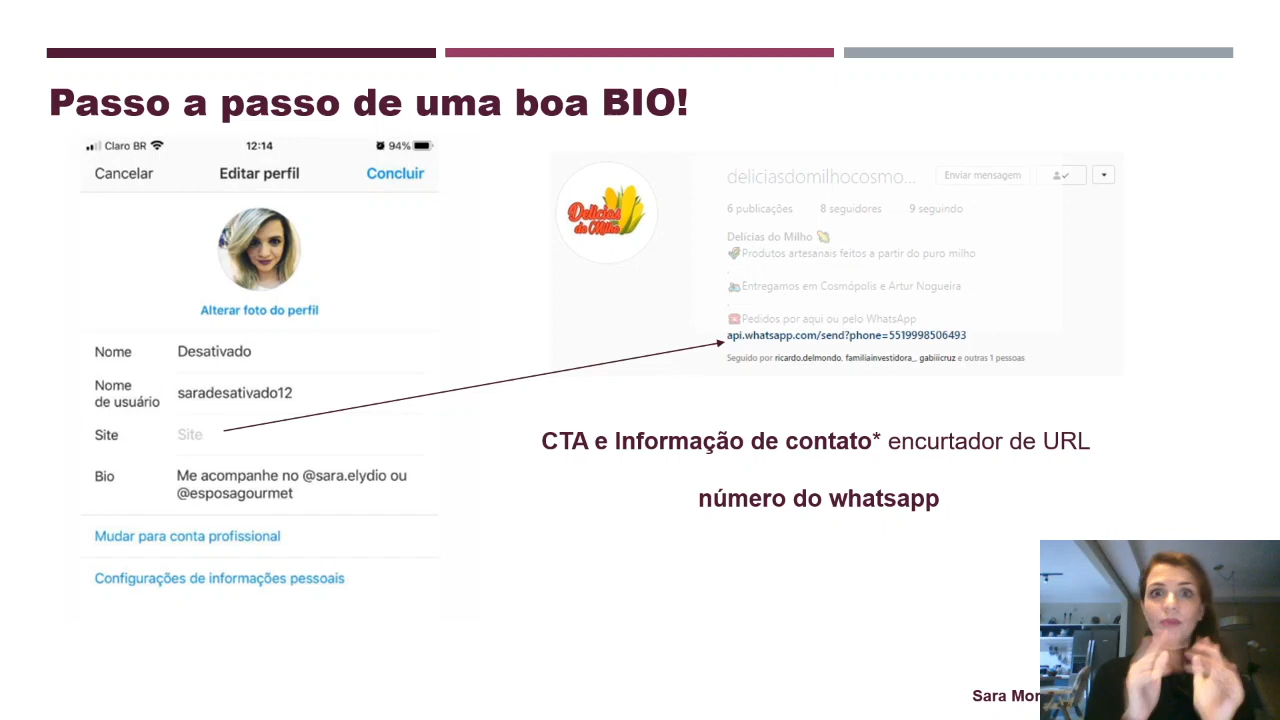 Passo a passo de uma boa BIO!
Claro BR 12:14 94%
Cancelar Editar perfil Concluir
Alterar foto do perfil
Nome Desativado
Nome de usuário saradesativado12
Site Site
Bio Me acompanhe no @sara.elydio ou
@esposagourmet
Mudar para conta profissional
Configurações de informações pessoais
Delícias
do Milho
deliciasdomilhocosmo... Enviar mensagem
6 publicações 8 seguidores 9 seguindo
Delícias do Milho
Produtos artesanais feitos a partir do puro milho
.
Entregamos em Cosmópolis e Artur Nogueira
.
Pedidos por aqui ou pelo WhatsApp
api.whatsapp.com/send?phone=5519998506493
Seguido por ricardo.delmondo, familiainvestidora_, gabiiicruz e outras 1 pessoas
CTA e Informação de contato* encurtador de URL
número do whatsapp
Sara Mor